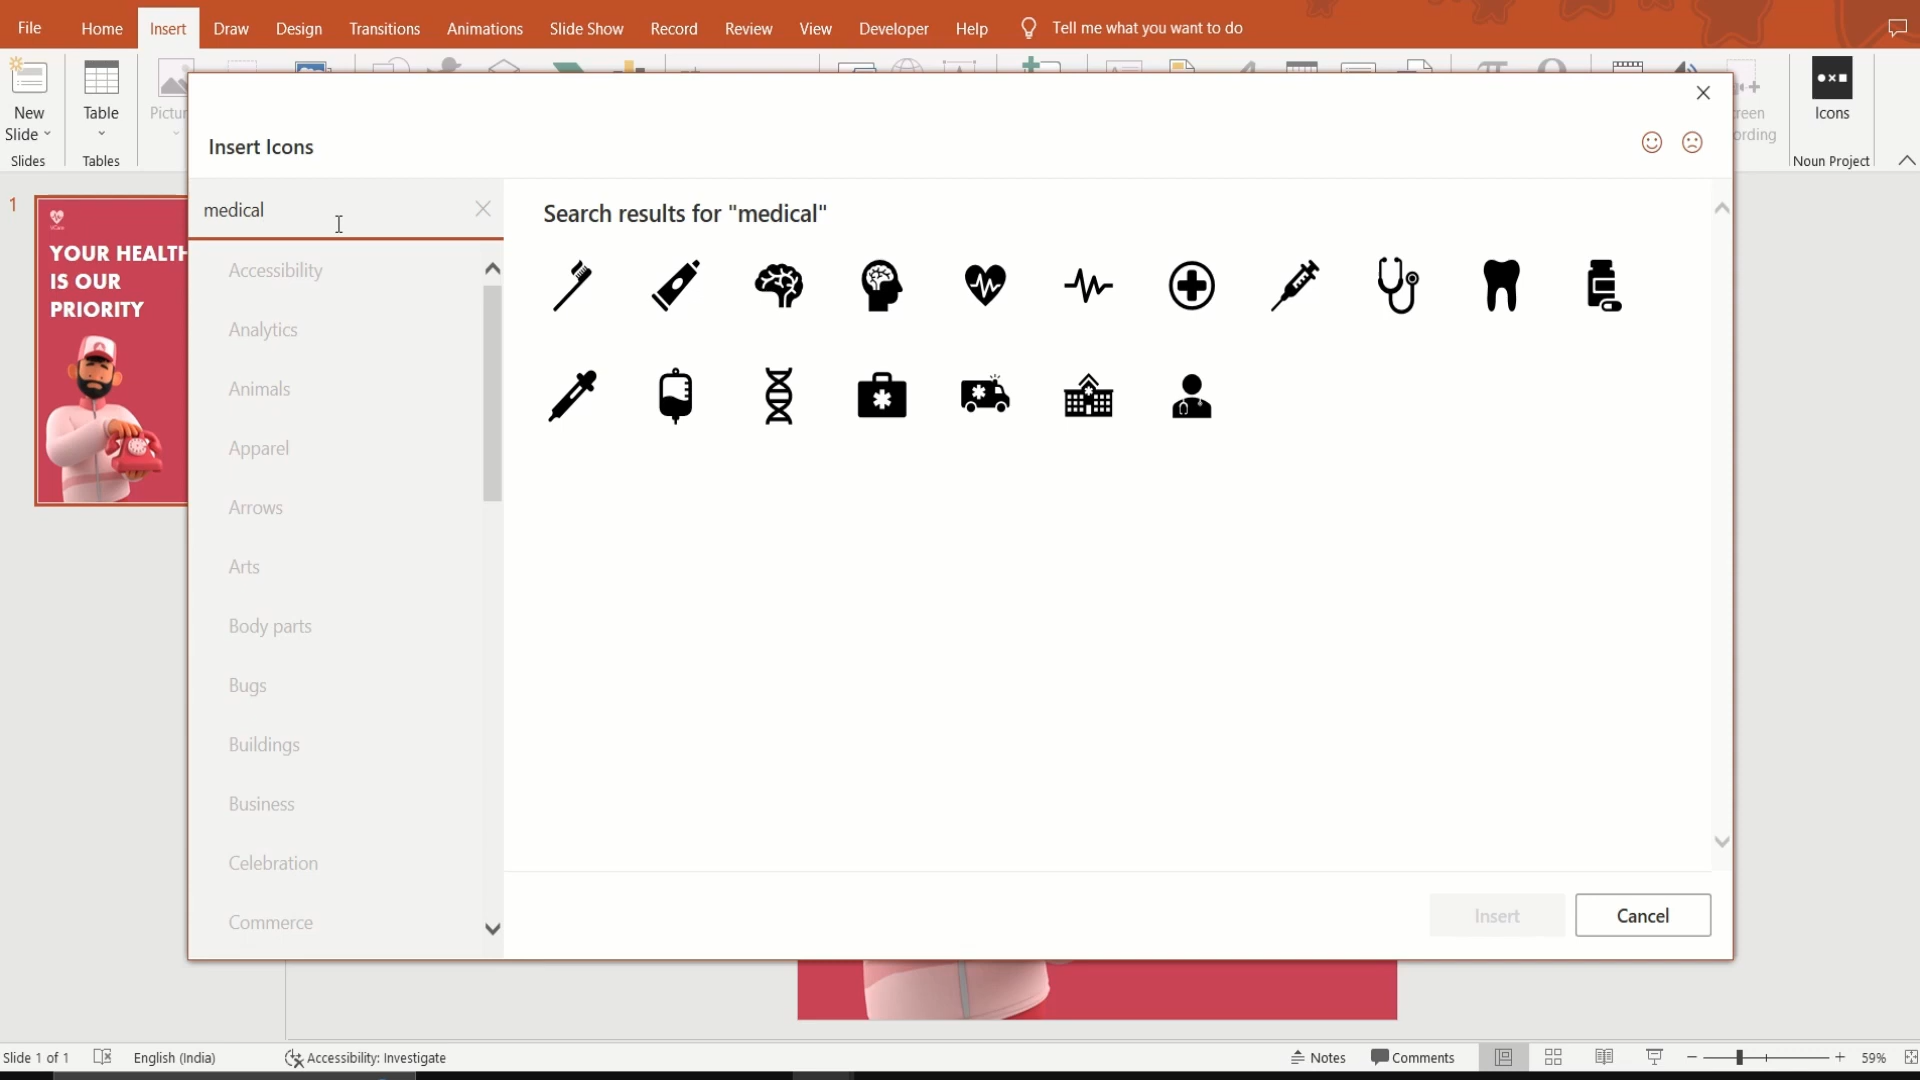 File Home Insert Draw Design Transitions Animations Slide Show Record Review View Developer Help Tell me what you want to do
New Slide
Table
Icons
Slides
Tables
Noun Project
Insert Icons
medical
Search results for "medical"
Accessibility
Analytics
Animals
Apparel
Arrows
Arts
Body parts
Bugs
Buildings
Business
Celebration
Commerce
Insert Cancel
1
YOUR HEALTH
IS OUR
PRIORITY
Slide 1 of 1 English (India) Accessibility: Investigate Notes Comments 59%